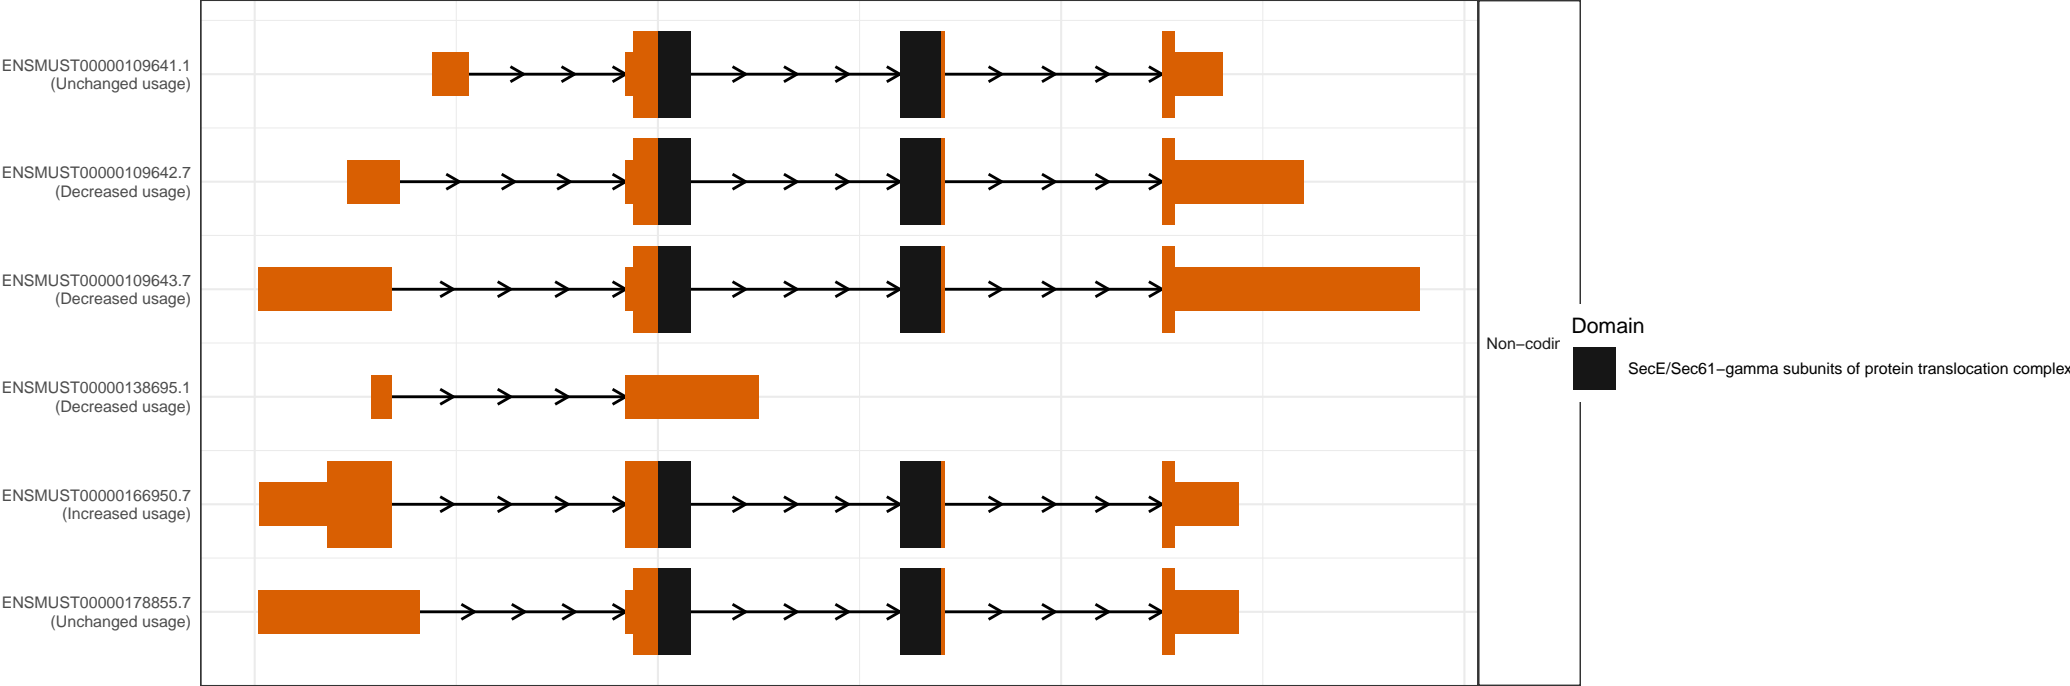 ENSMUST00000109641.1
(Unchanged usage)
ENSMUST00000109642.7
(Decreased usage)
ENSMUST00000109643.7
(Decreased usage)
ENSMUST00000138695.1
(Decreased usage)
ENSMUST00000166950.7
(Increased usage)
ENSMUST00000178855.7
(Unchanged usage)
Non−codin
Domain
SecE/Sec61−gamma subunits of protein translocation complex